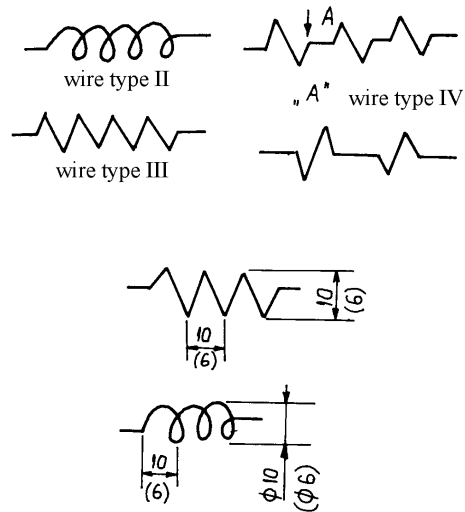 A
wire type II
„A" wire type IV
wire type III
10
(6)
10
(6)
10
(6)
ϕ10
(ϕ6)